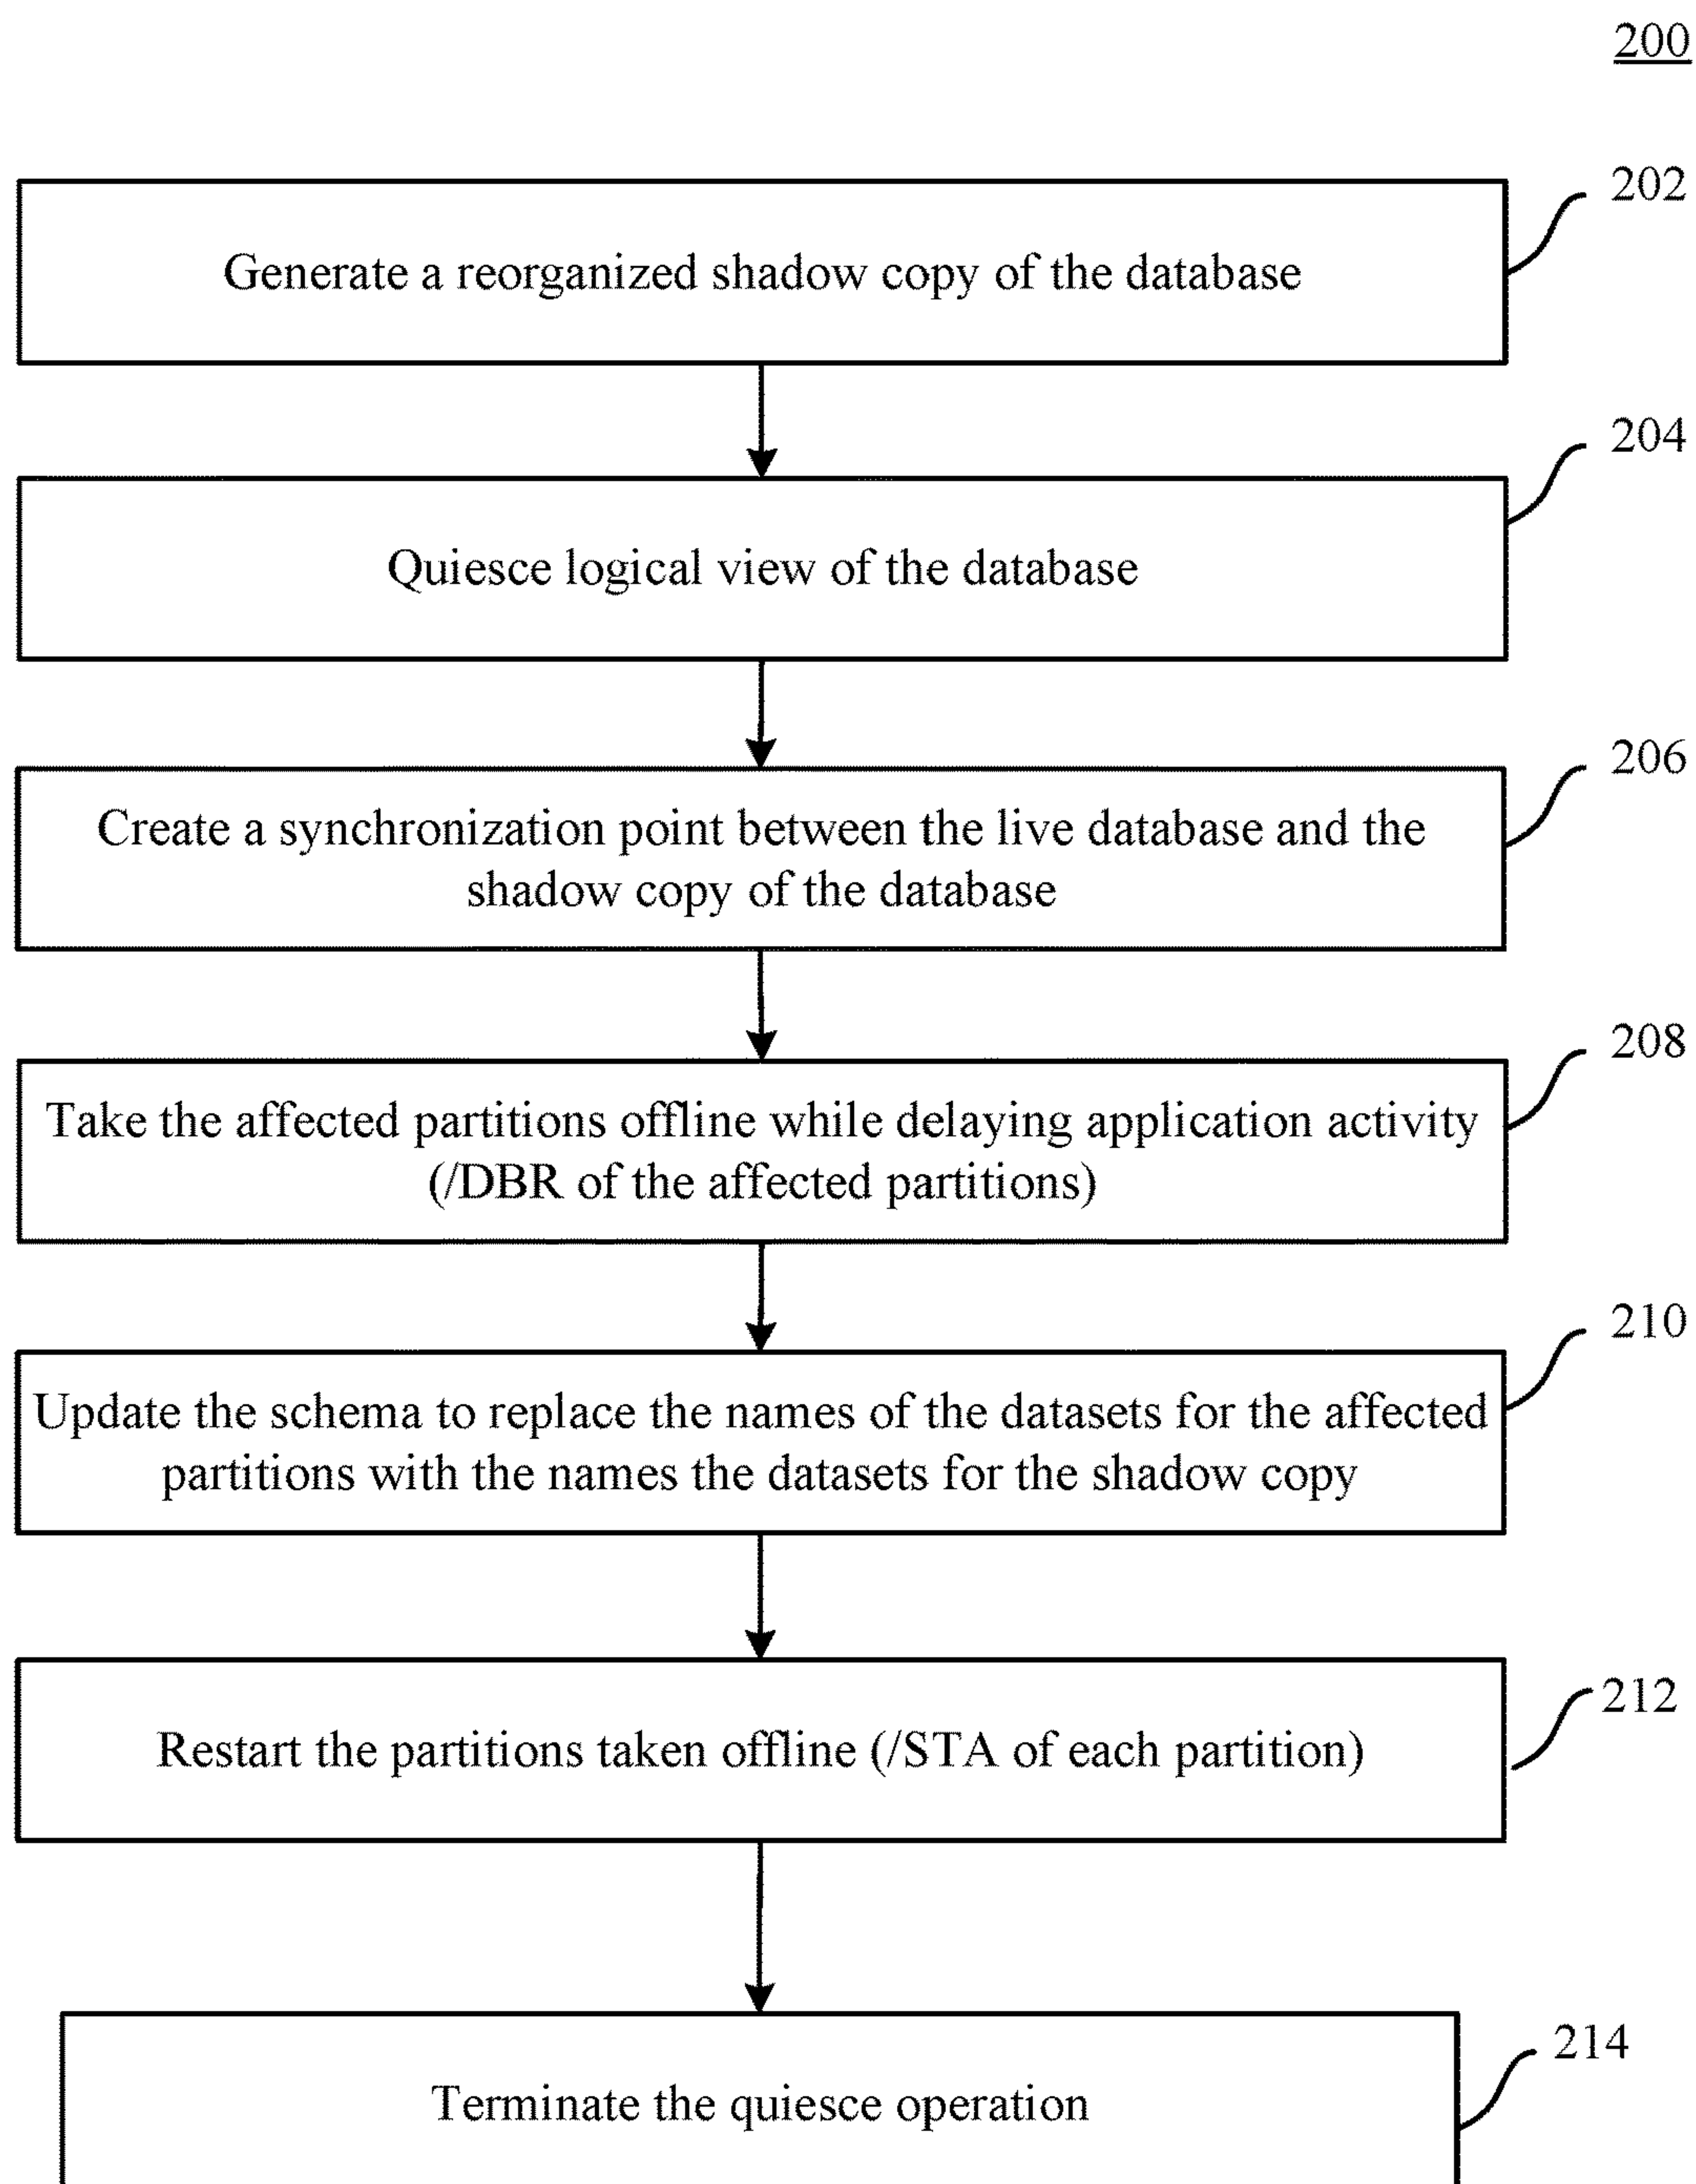 200
202
Generate a reorganized shadow copy of the database
204
Quiesce logical view of the database
206
Create a synchronization point between the live database and the
shadow copy of the database
208
Take the affected partitions offline while delaying application activity
(/DBR of the affected partitions)
210
Update the schema to replace the names of the datasets for the affected
partitions with the names the datasets for the shadow copy
212
Restart the partitions taken offline (/STA of each partition)
214
Terminate the quiesce operation